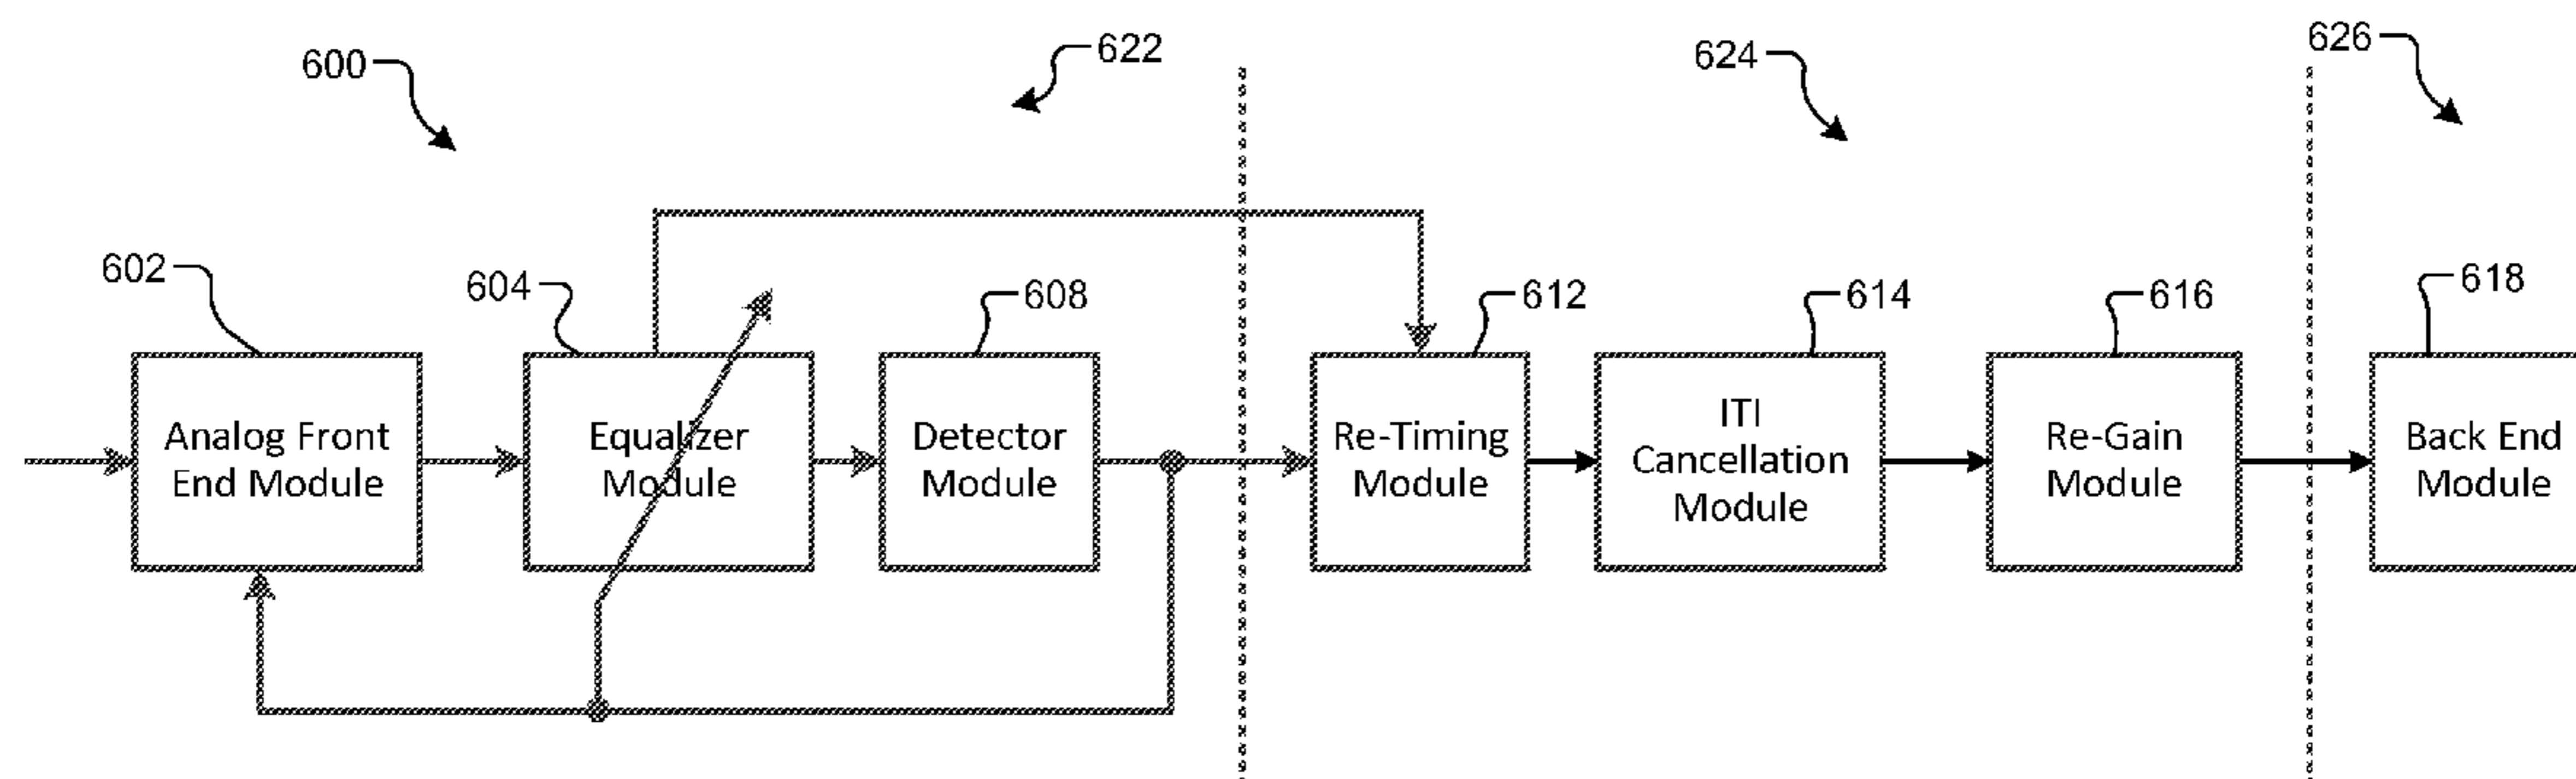 600
622
624
626
602
604
608
612
614
616
618
Analog Front
End Module
Equalizer
Module
Detector
Module
Re-Timing
Module
ITI
Cancellation
Module
Re-Gain
Module
Back End
Module